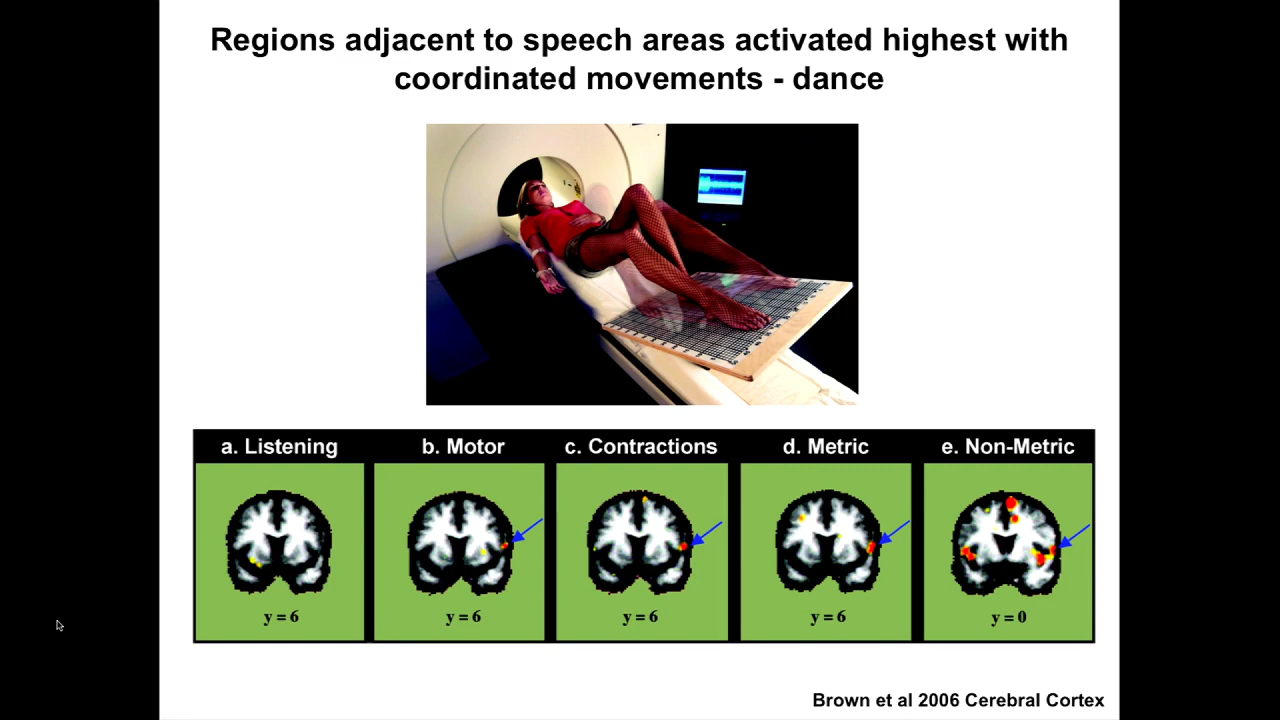 Regions adjacent to speech areas activated highest with
coordinated movements - dance
a. Listening
b. Motor
c. Contractions
d. Metric
e. Non-Metric
y = 6
y = 6
y = 6
y = 6
y = 0
Brown et al 2006 Cerebral Cortex